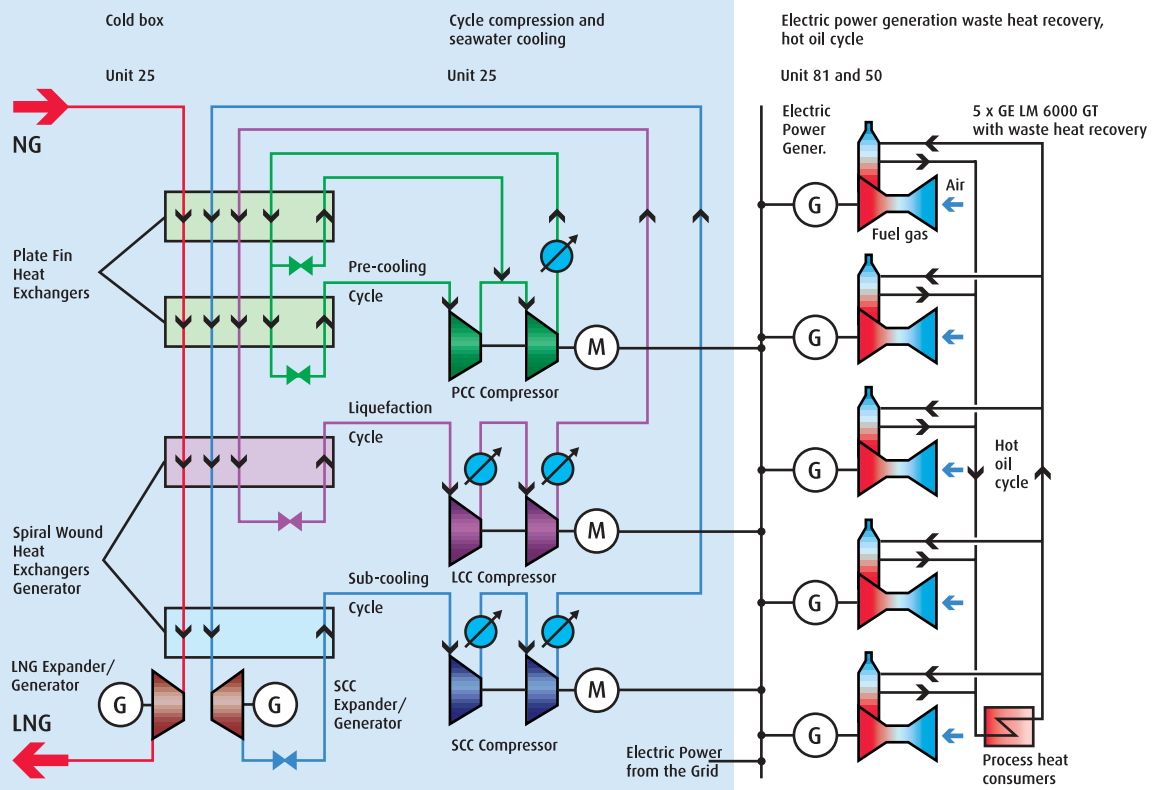 Cold box
Unit 25
Cycle compression and
seawater cooling
Unit 25
Electric power generation waste heat recovery,
hot oil cycle
Unit 81 and 50
NG
Plate Fin
Heat
Exchangers
Pre-cooling
Cycle
PCC Compressor
M
Liquefaction
Cycle
LCC Compressor
M
Spiral Wound
Heat
Exchangers
Generator
Sub-cooling
Cycle
SCC Compressor
M
LNG Expander/
Generator
G
G
SCC
Expander/
Generator
LNG
Electric Power
from the Grid
Electric
Power
Gener.
5 x GE LM 6000 GT
with waste heat recovery
G
Air
Fuel gas
G
G
Hot
oil
cycle
G
G
Process heat
consumers